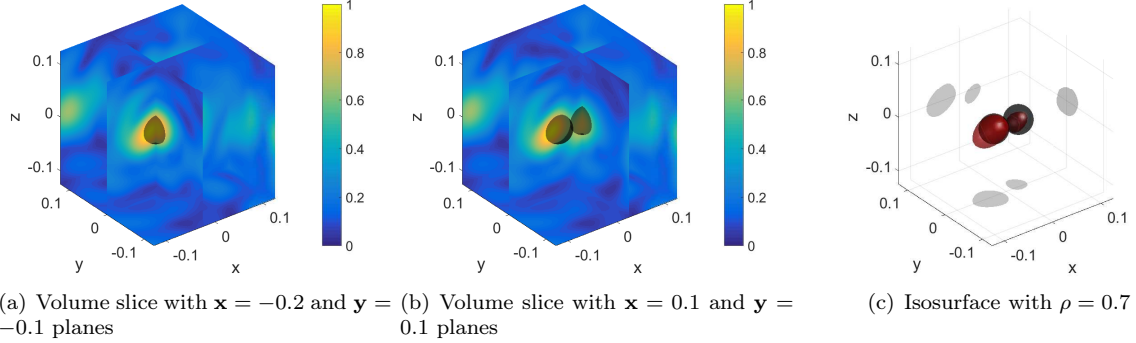 1
0.8
0.6
0.4
0.2
0
0.1
0
-0.1
z
0.1
0
-0.1
y
-0.1
0
0.1
x
1
0.8
0.6
0.4
0.2
0
0.1
0
-0.1
z
0.1
0
-0.1
y
-0.1
0
0.1
x
0.1
0
-0.1
z
0.1
0
-0.1
y
-0.1
0
0.1
x
(a) Volume slice with x = −0.2 and y =
−0.1 planes
(b) Volume slice with x = 0.1 and y =
0.1 planes
(c) Isosurface with ρ = 0.7